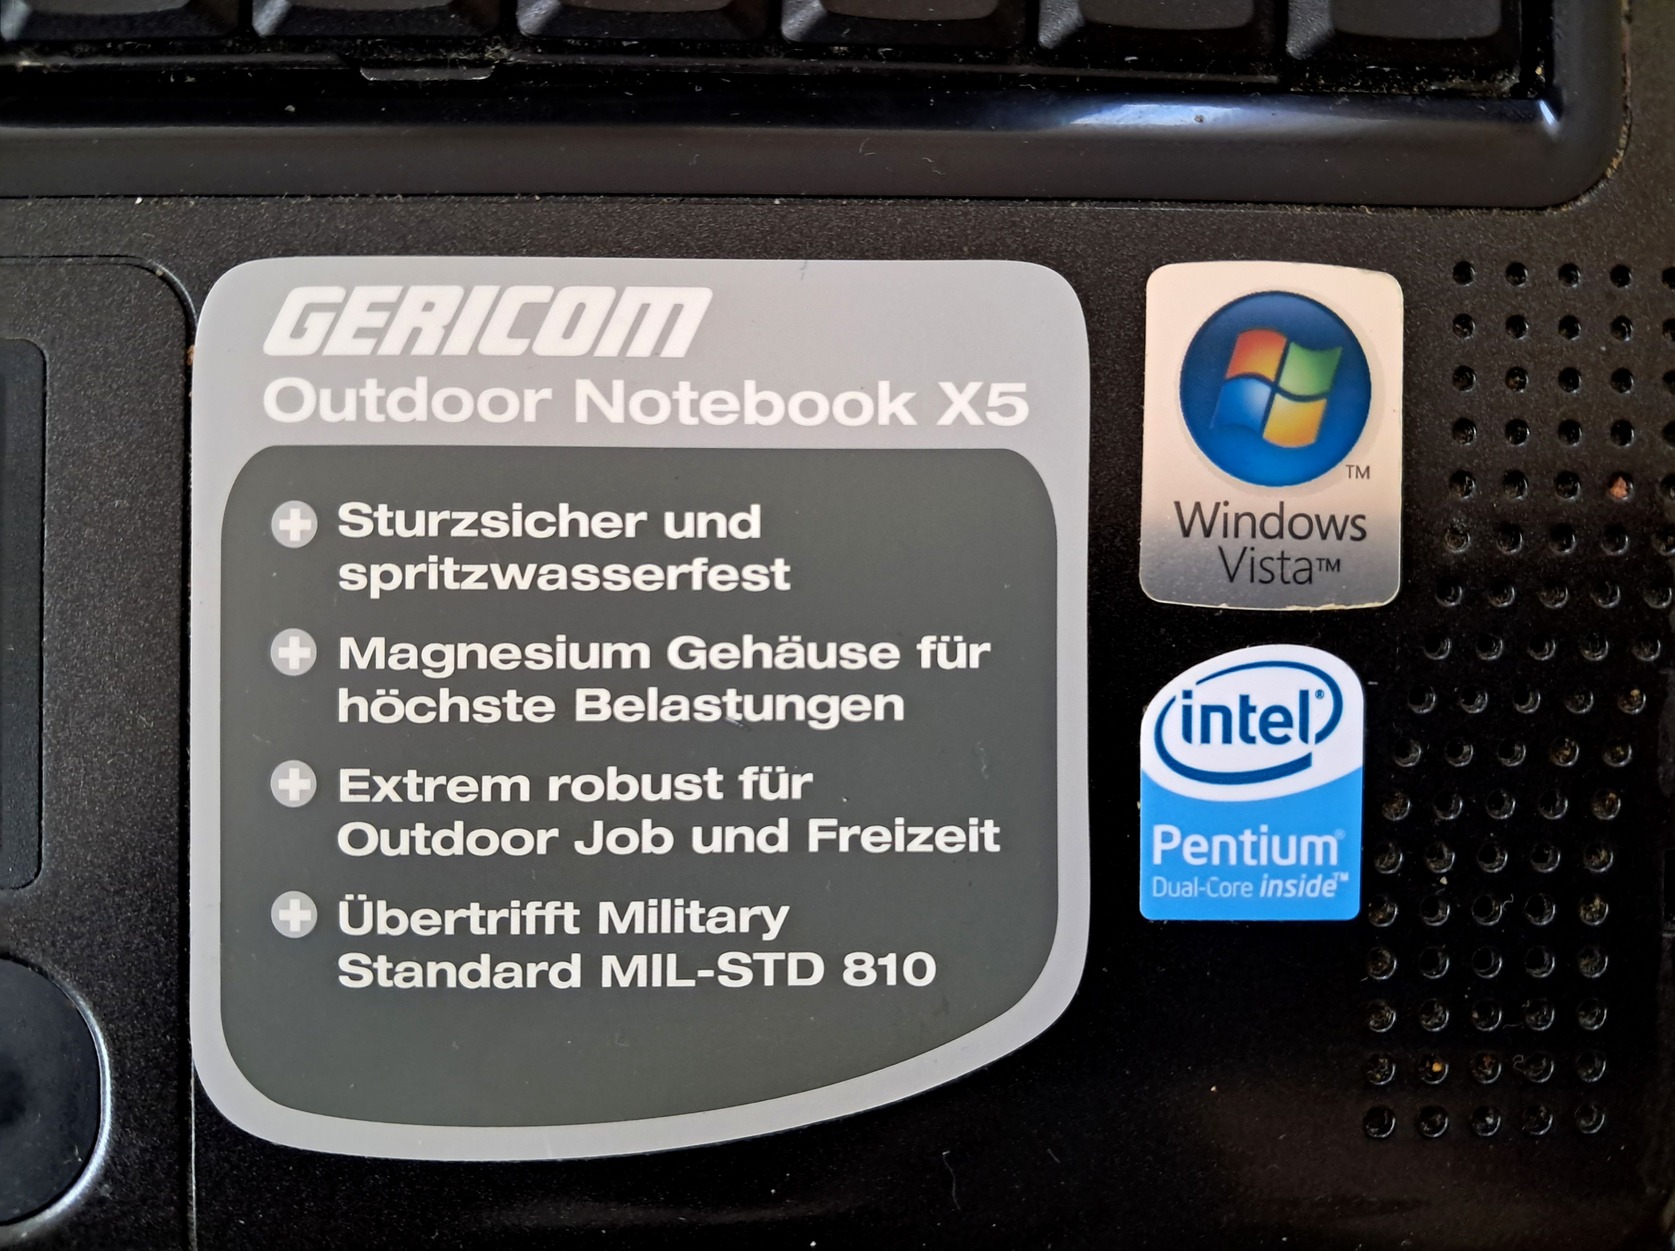 GERICOM
Outdoor Notebook X5
Sturzsicher und
spritzwasserfest
Magnesium Gehäuse für
höchste Belastungen
Extrem robust für
Outdoor Job und Freizeit
Übertrifft Military
Standard MIL-STD 810
TM
Windows
Vista™
intel®
Pentium®
Dual-Core inside™